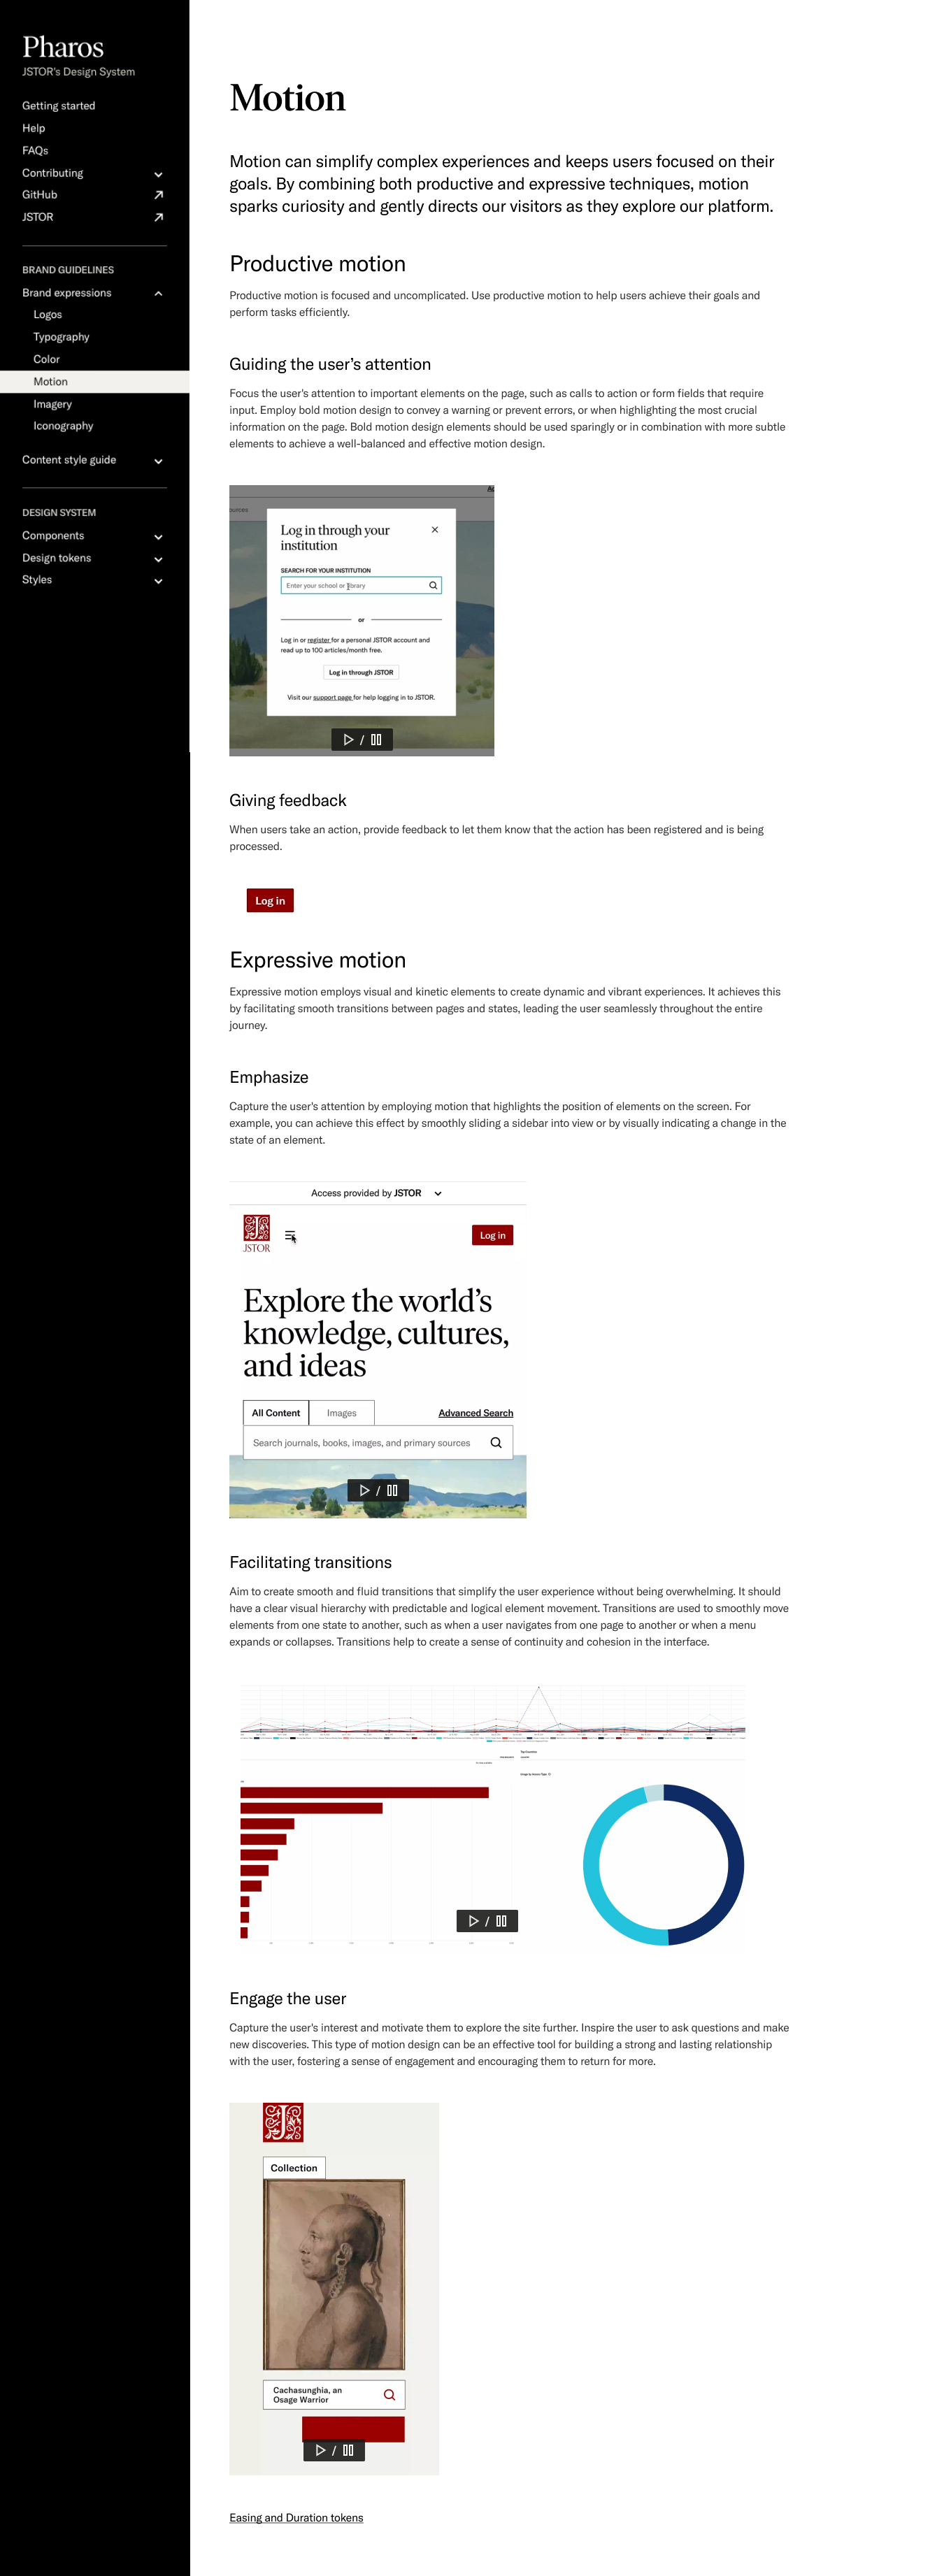 Pharos
JSTOR's Design System
Getting started
Help
FAQs
Contributing
GitHub
JSTOR
BRAND GUIDELINES
Brand expressions
Logos
Typography
Color
Motion
Imagery
Iconography
Content style guide
DESIGN SYSTEM
Components
Design tokens
Styles
Motion
Motion can simplify complex experiences and keeps users focused on their
goals. By combining both productive and expressive techniques, motion
sparks curiosity and gently directs our visitors as they explore our platform.
Productive motion
Productive motion is focused and uncomplicated. Use productive motion to help users achieve their goals and
perform tasks efficiently.
Guiding the user’s attention
Focus the user's attention to important elements on the page, such as calls to action or form fields that require
input. Employ bold motion design to convey a warning or prevent errors, or when highlighting the most crucial
information on the page. Bold motion design elements should be used sparingly or in combination with more subtle
elements to achieve a well-balanced and effective motion design.
Log in through your
institution
SEARCH FOR YOUR INSTITUTION
Enter your school or library
or
Log in or register for a personal JSTOR account and
read up to 100 articles/month free.
Log in through JSTOR
Visit our support page for help logging in to JSTOR.
/
Giving feedback
When users take an action, provide feedback to let them know that the action has been registered and is being
processed.
Log in
Expressive motion
Expressive motion employs visual and kinetic elements to create dynamic and vibrant experiences. It achieves this
by facilitating smooth transitions between pages and states, leading the user seamlessly throughout the entire
journey.
Emphasize
Capture the user's attention by employing motion that highlights the position of elements on the screen. For
example, you can achieve this effect by smoothly sliding a sidebar into view or by visually indicating a change in the
state of an element.
Access provided by JSTOR
JSTOR
Log in
Explore the world’s
knowledge, cultures,
and ideas
All Content
Images
Advanced Search
Search journals, books, images, and primary sources
/
Facilitating transitions
Aim to create smooth and fluid transitions that simplify the user experience without being overwhelming. It should
have a clear visual hierarchy with predictable and logical element movement. Transitions are used to smoothly move
elements from one state to another, such as when a user navigates from one page to another or when a menu
expands or collapses. Transitions help to create a sense of continuity and cohesion in the interface.
/
Engage the user
Capture the user's interest and motivate them to explore the site further. Inspire the user to ask questions and make
new discoveries. This type of motion design can be an effective tool for building a strong and lasting relationship
with the user, fostering a sense of engagement and encouraging them to return for more.
J
Collection
Cachasunghia, an
Osage Warrior
/
Easing and Duration tokens